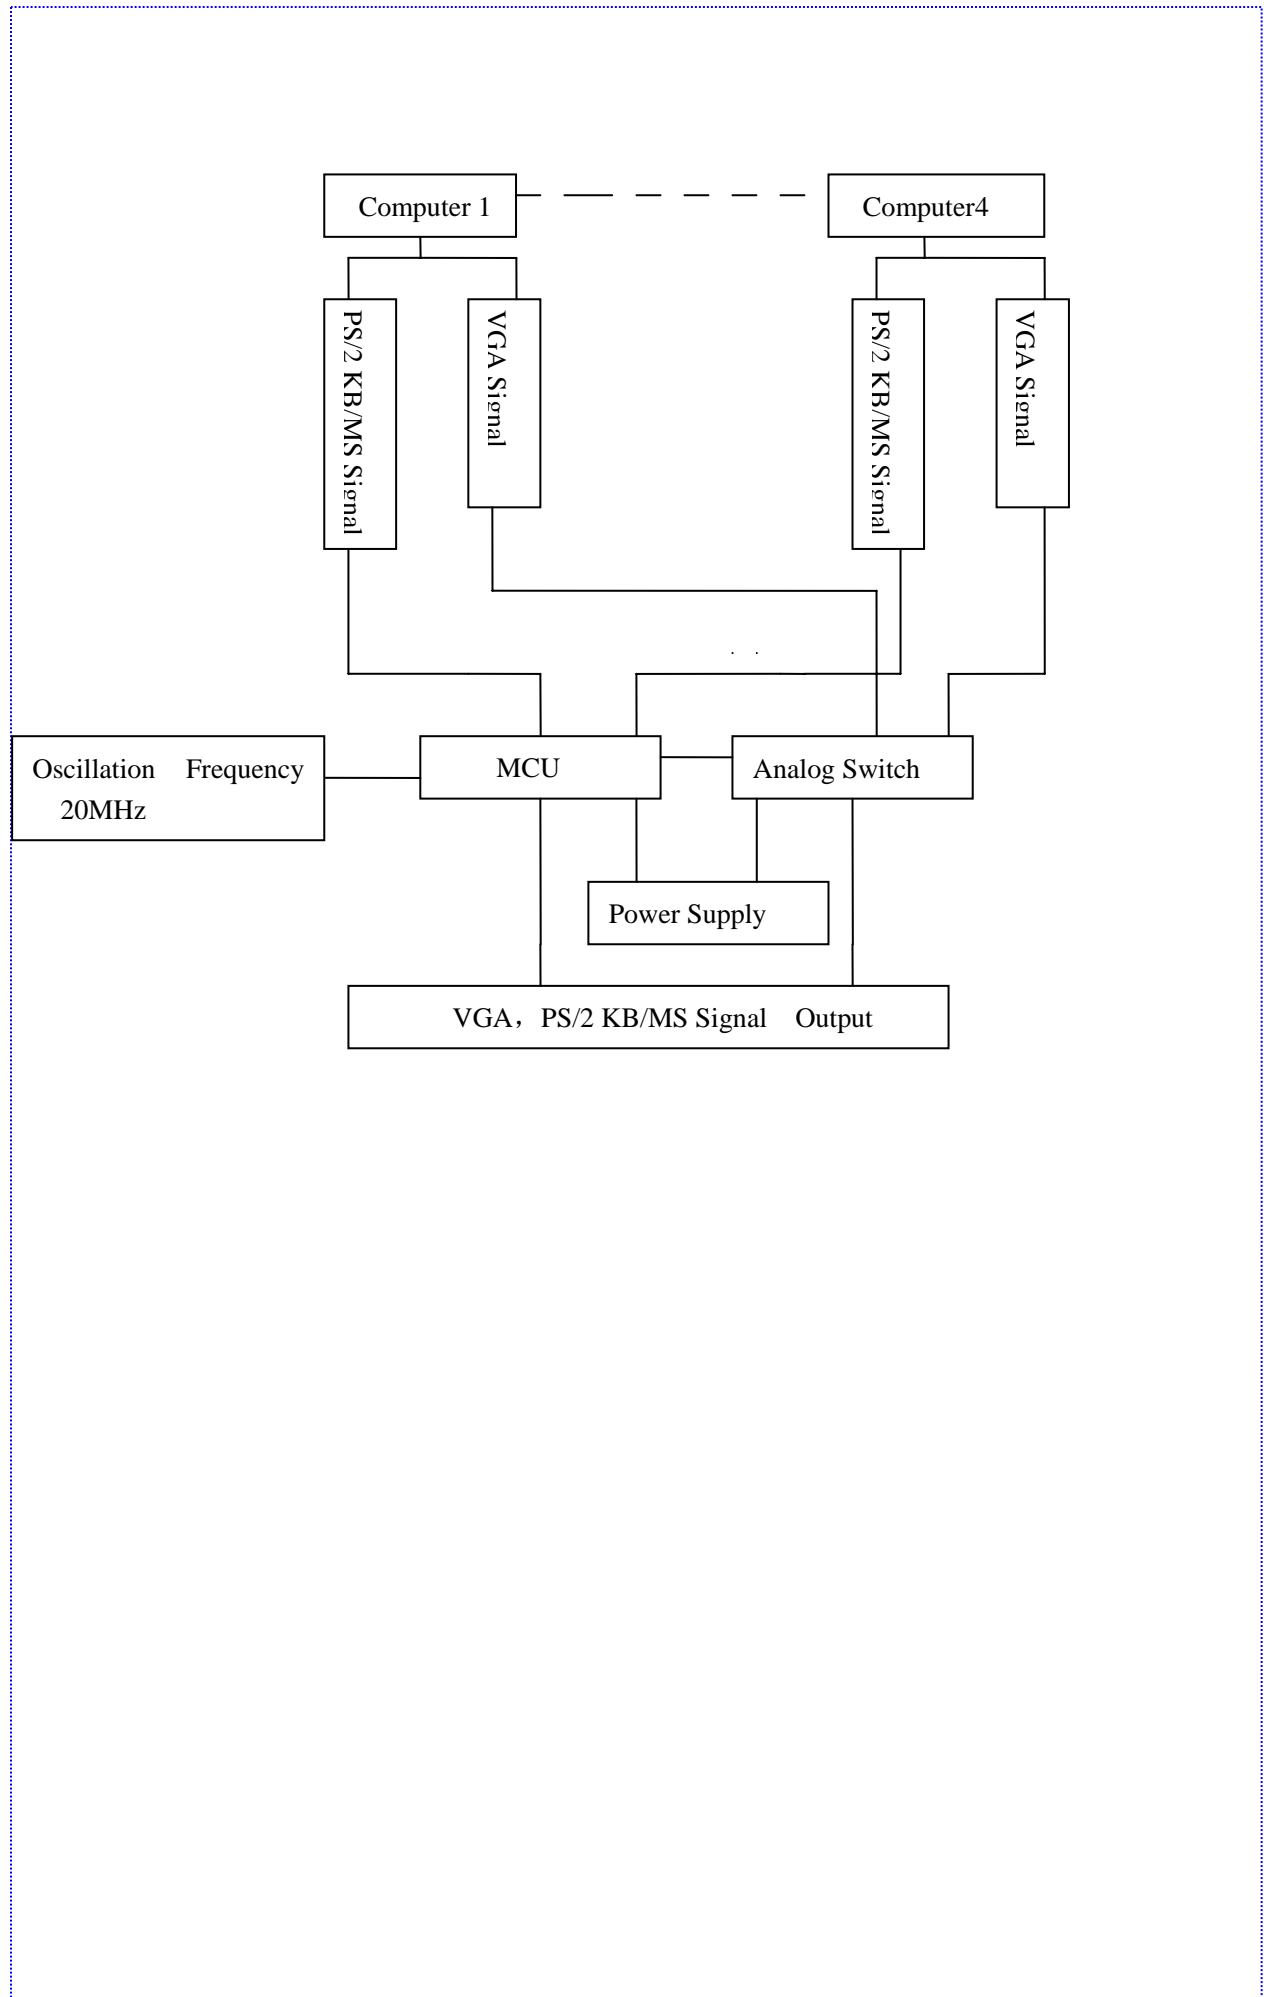 Computer 1
Computer4
PS/2 KB/MS Signal
VGA Signal
PS/2 KB/MS Signal
VGA Signal
Oscillation Frequency
20MHz
MCU
Analog Switch
Power Supply
VGA，PS/2 KB/MS Signal Output